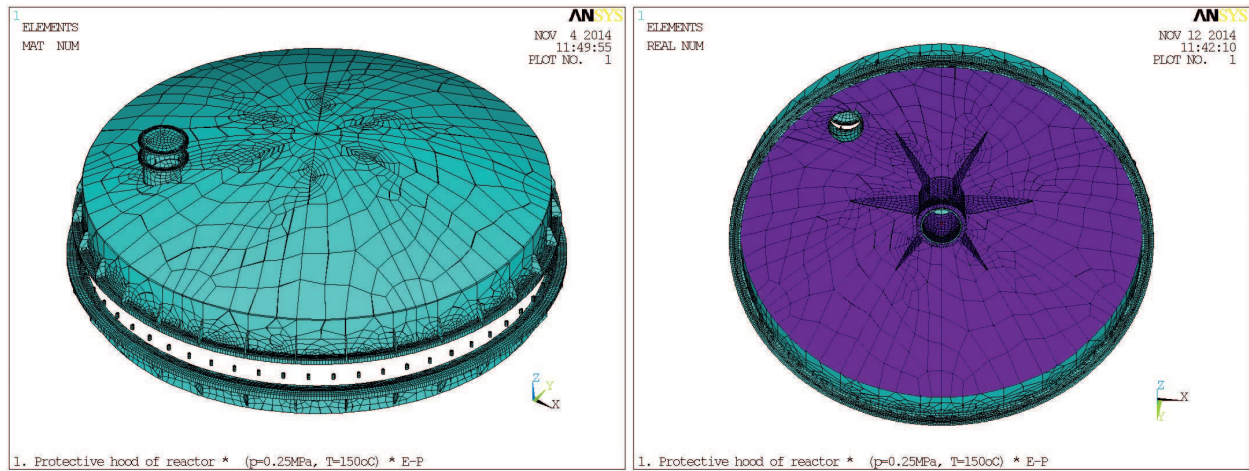 1
ELEMENTS
MAT NUM
ANSYS
NOV 4 2014
11:49:55
PLOT NO. 1
Z
Y
X
1. Protective hood of reactor * (p=0.25MPa, T=150oC) * E-P
1
ELEMENTS
REAL NUM
ANSYS
NOV 12 2014
11:42:10
PLOT NO. 1
Z
X
Y
1. Protective hood of reactor * (p=0.25MPa, T=150oC) * E-P